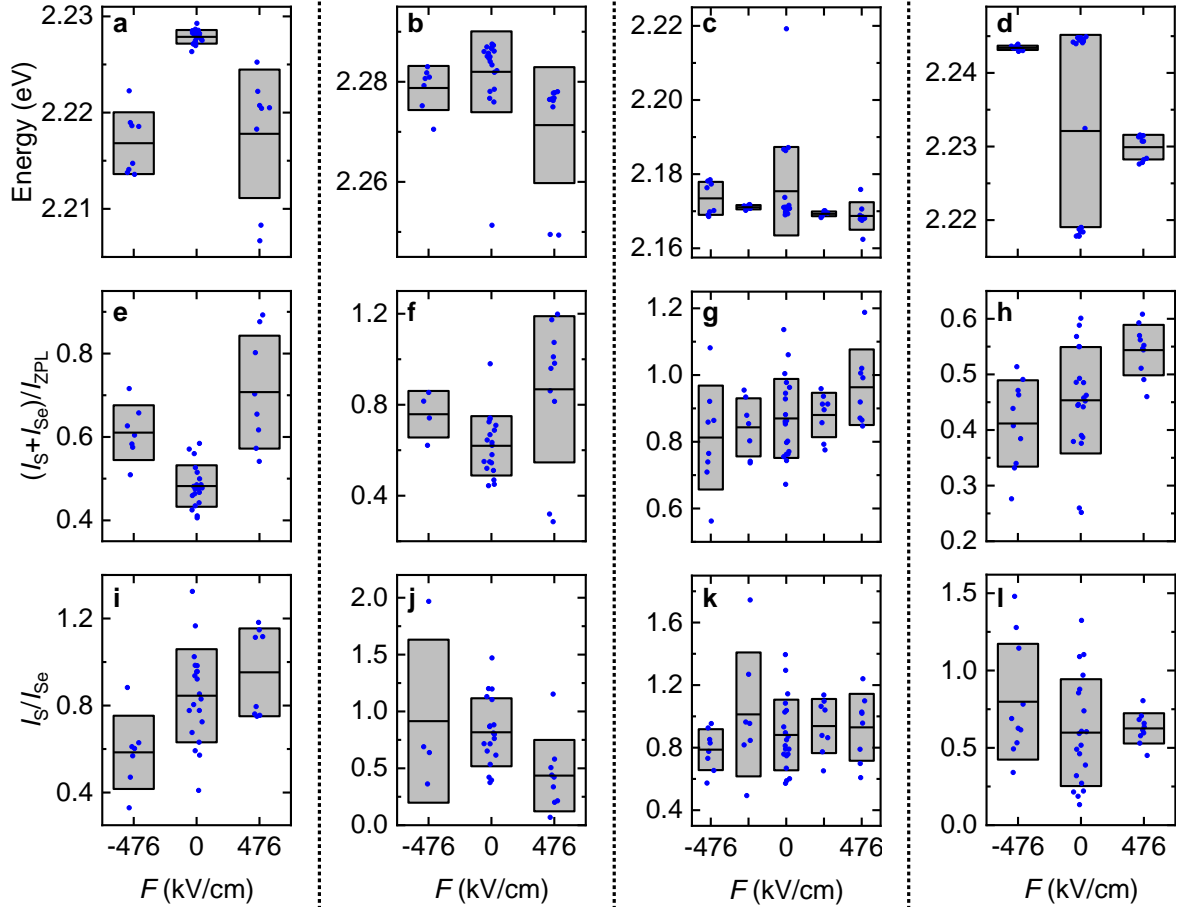 a
b
c
d
Energy (eV)
2.23
2.22
2.21
2.28
2.26
2.22
2.20
2.18
2.16
2.24
2.23
2.22
e
f
g
h
(I_S+I_Se)/I_ZPL
0.8
0.6
0.4
1.2
0.8
0.4
1.2
1.0
0.8
0.6
0.6
0.5
0.4
0.3
0.2
i
j
k
l
I_S/I_Se
1.2
0.8
0.4
2.0
1.5
1.0
0.5
0.0
1.6
1.2
0.8
0.4
1.5
1.0
0.5
0.0
-476 0 476
-476 0 476
-476 0 476
-476 0 476
F (kV/cm)
F (kV/cm)
F (kV/cm)
F (kV/cm)